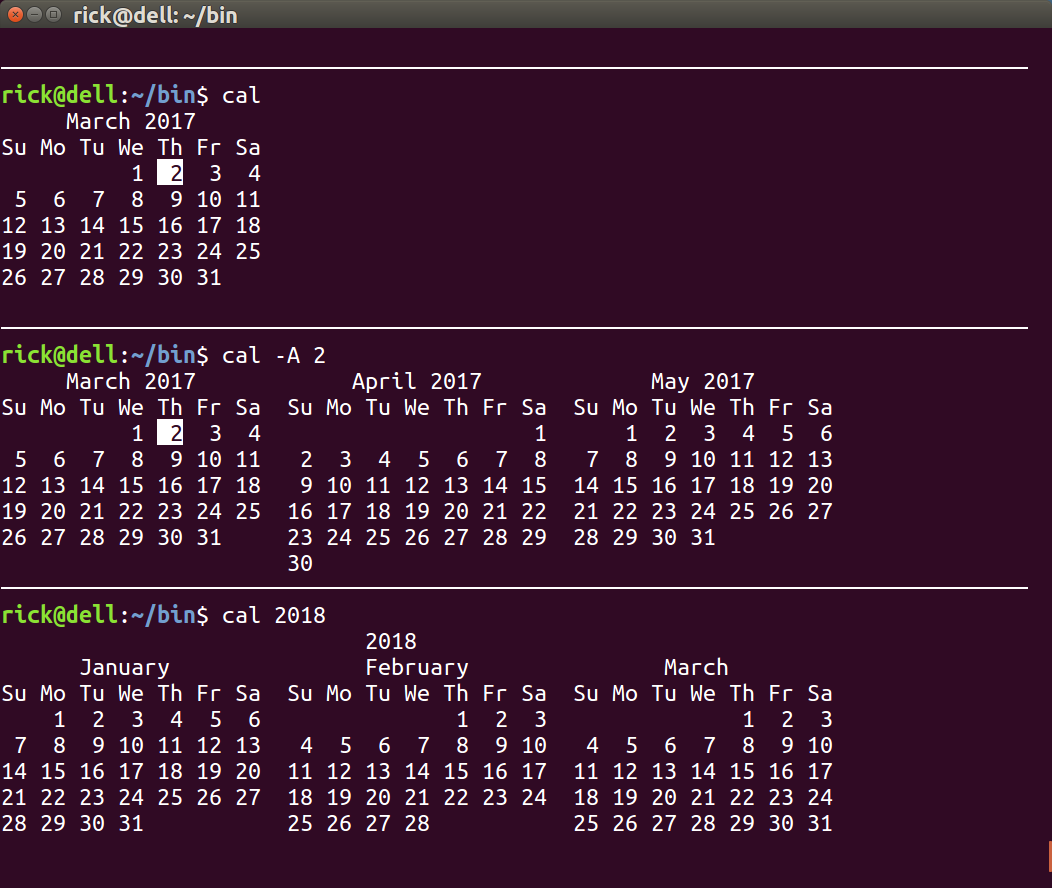 rick@dell: ~/bin
rick@dell:~/bin$ cal
     March 2017
Su Mo Tu We Th Fr Sa
          1  2  3  4
 5  6  7  8  9 10 11
12 13 14 15 16 17 18
19 20 21 22 23 24 25
26 27 28 29 30 31
rick@dell:~/bin$ cal -A 2
     March 2017            April 2017             May 2017
Su Mo Tu We Th Fr Sa  Su Mo Tu We Th Fr Sa  Su Mo Tu We Th Fr Sa
          1  2  3  4                     1      1  2  3  4  5  6
 5  6  7  8  9 10 11   2  3  4  5  6  7  8   7  8  9 10 11 12 13
12 13 14 15 16 17 18   9 10 11 12 13 14 15  14 15 16 17 18 19 20
19 20 21 22 23 24 25  16 17 18 19 20 21 22  21 22 23 24 25 26 27
26 27 28 29 30 31     23 24 25 26 27 28 29  28 29 30 31
                      30
rick@dell:~/bin$ cal 2018
                            2018
      January               February               March
Su Mo Tu We Th Fr Sa  Su Mo Tu We Th Fr Sa  Su Mo Tu We Th Fr Sa
    1  2  3  4  5  6               1  2  3               1  2  3
 7  8  9 10 11 12 13   4  5  6  7  8  9 10   4  5  6  7  8  9 10
14 15 16 17 18 19 20  11 12 13 14 15 16 17  11 12 13 14 15 16 17
21 22 23 24 25 26 27  18 19 20 21 22 23 24  18 19 20 21 22 23 24
28 29 30 31           25 26 27 28           25 26 27 28 29 30 31